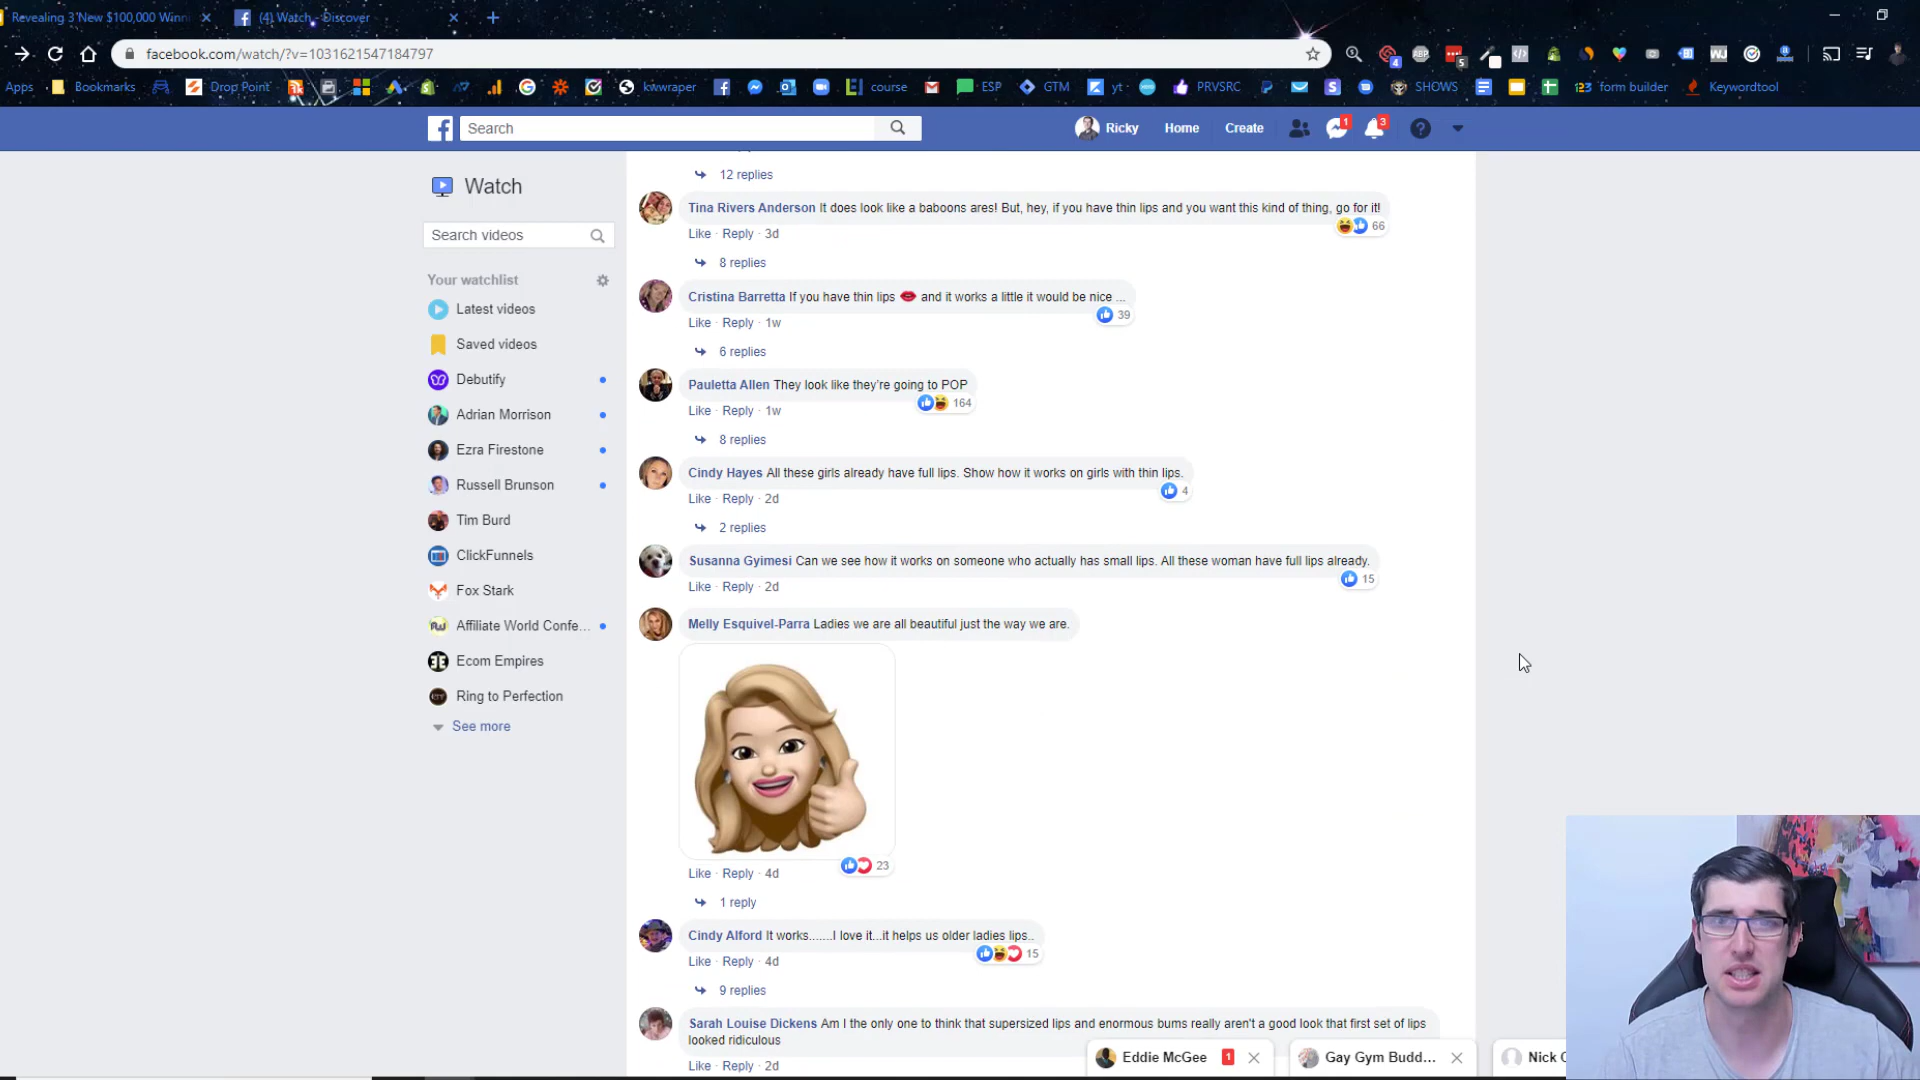 Revealing 3 New $100,000 Winni
(4) Watch - Discover
facebook.com/watch/?v=1031621547184797
4
ABP
5
Apps
Bookmarks
Drop Point
kwwraper
course
ESP
GTM
yt
PRVSRC
SHOWS
123 form builder
Keywordtool
Search
Ricky
Home
Create
1
3
Watch
Search videos
Your watchlist
Latest videos
Saved videos
Debutify
Adrian Morrison
Ezra Firestone
Russell Brunson
Tim Burd
ClickFunnels
Fox Stark
Affiliate World Confe...
Ecom Empires
Ring to Perfection
See more
12 replies
Tina Rivers Anderson It does look like a baboons ares! But, hey, if you have thin lips and you want this kind of thing, go for it!
66
Like · Reply · 3d
8 replies
Cristina Barretta If you have thin lips 👄 and it works a little it would be nice ...
39
Like · Reply · 1w
6 replies
Pauletta Allen They look like they're going to POP
164
Like · Reply · 1w
8 replies
Cindy Hayes All these girls already have full lips. Show how it works on girls with thin lips.
4
Like · Reply · 2d
2 replies
Susanna Gyimesi Can we see how it works on someone who actually has small lips. All these woman have full lips already.
15
Like · Reply · 2d
Melly Esquivel-Parra Ladies we are all beautiful just the way we are.
23
Like · Reply · 4d
1 reply
Cindy Alford It works.......I love it...it helps us older ladies lips..
15
Like · Reply · 4d
9 replies
Sarah Louise Dickens Am I the only one to think that supersized lips and enormous bums really aren't a good look that first set of lips
looked ridiculous
Like · Reply · 2d
Eddie McGee
1
Gay Gym Budd...
Nick